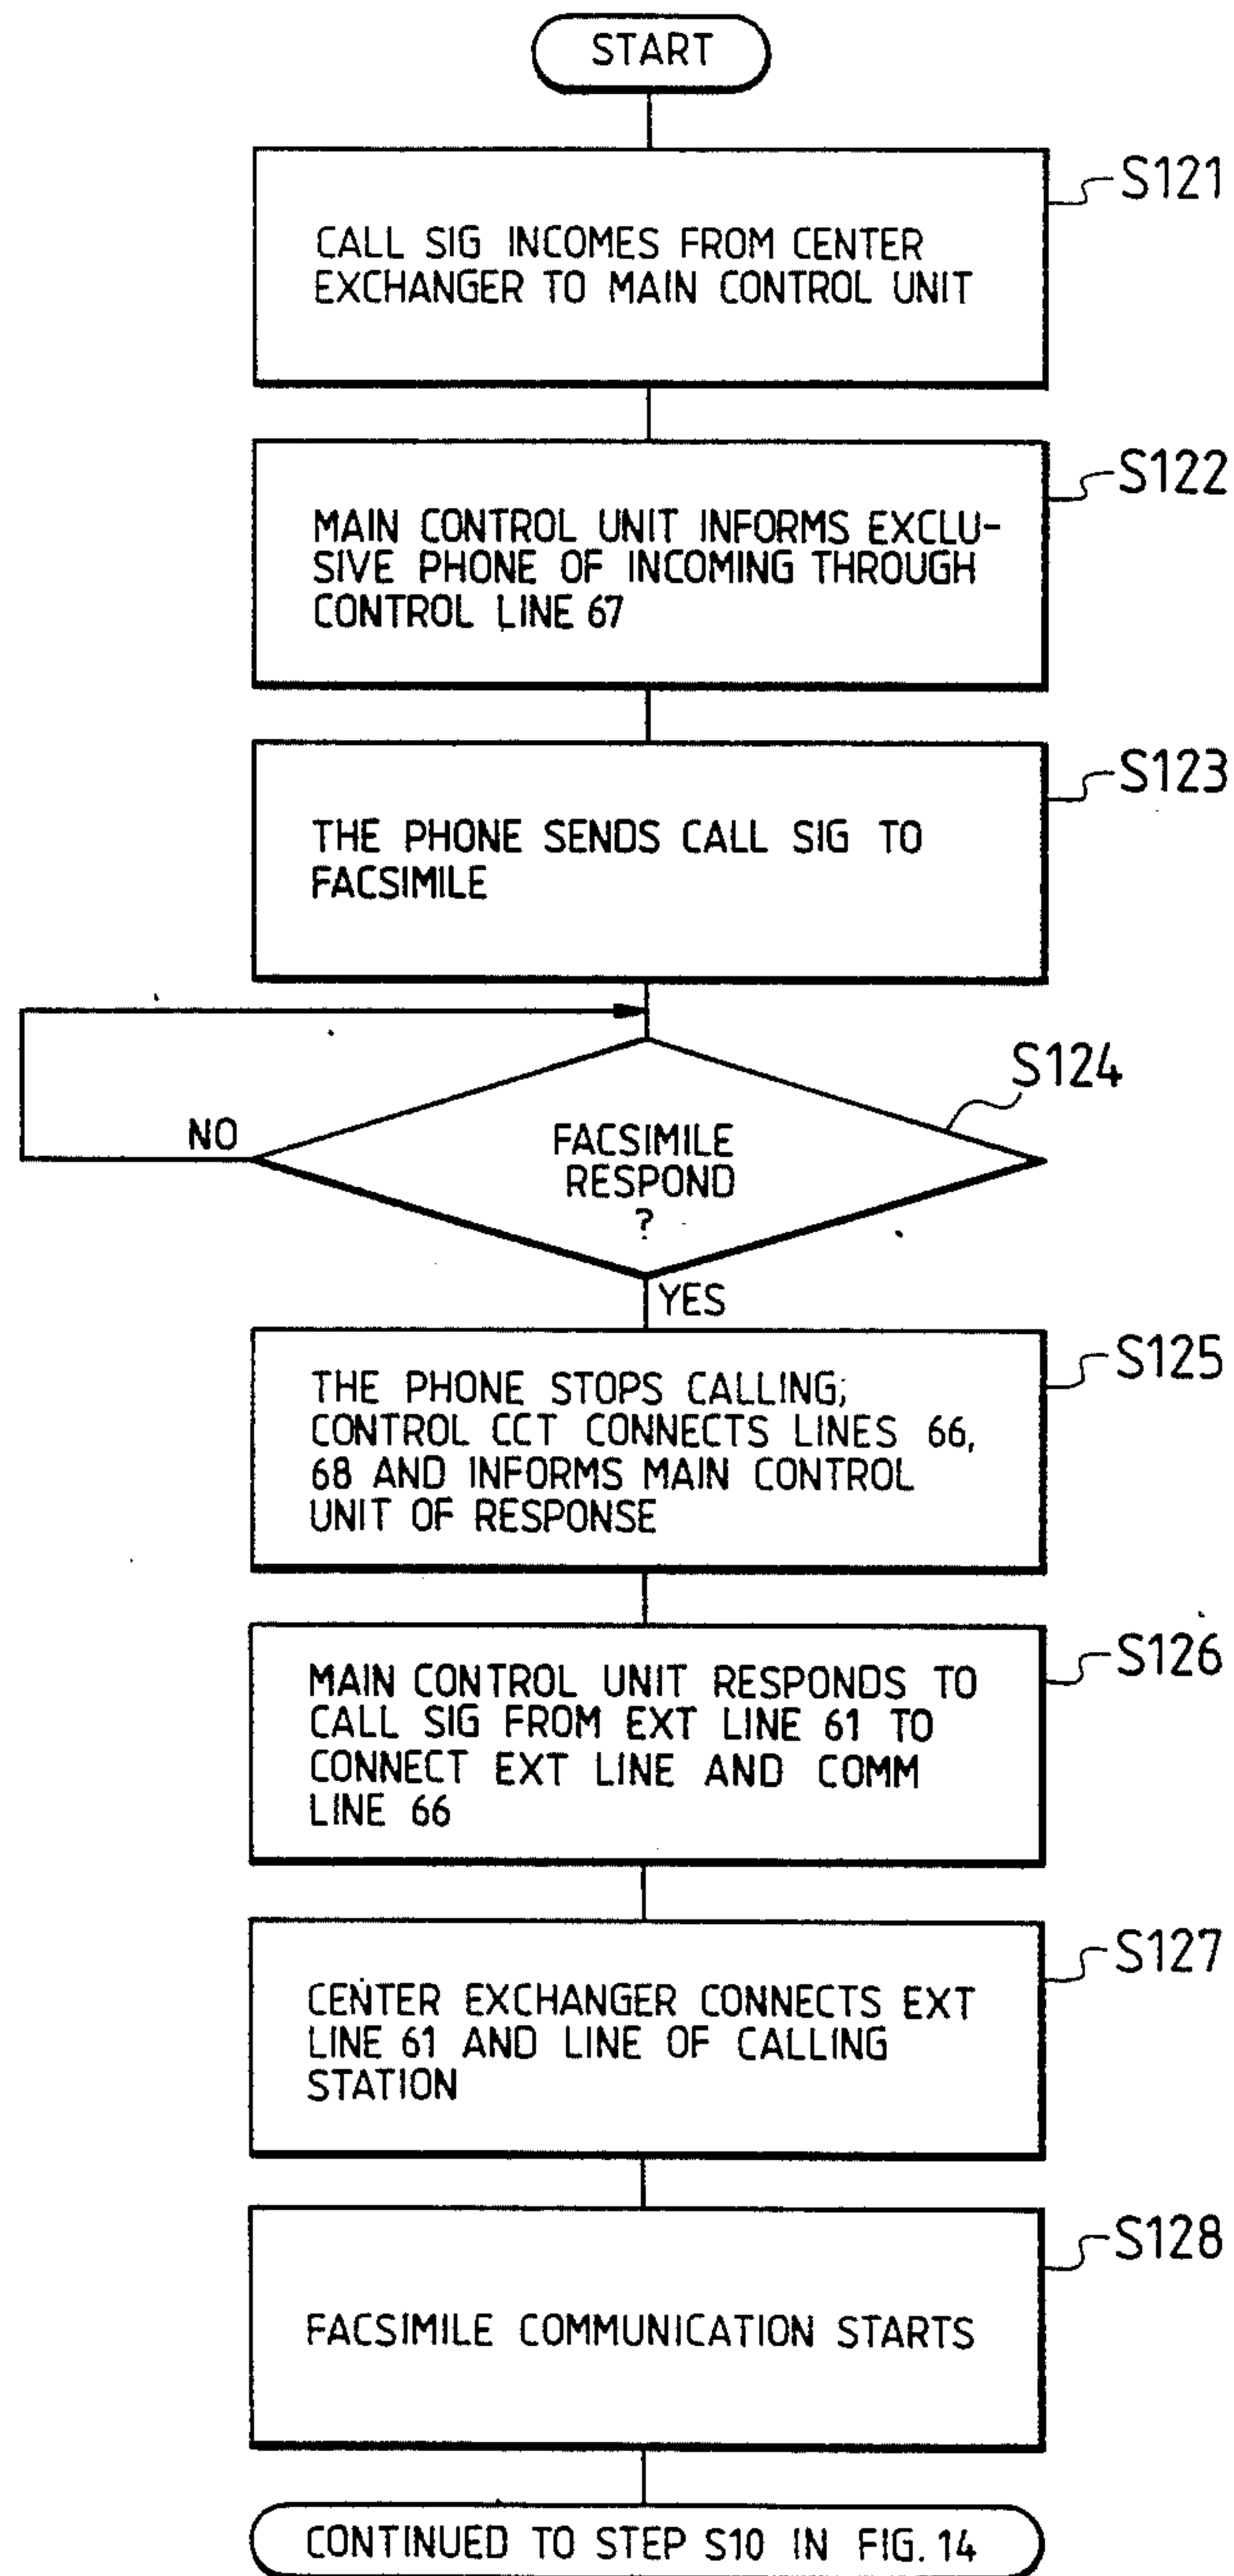 START
S121
CALL SIG INCOMES FROM CENTER
EXCHANGER TO MAIN CONTROL UNIT
S122
MAIN CONTROL UNIT INFORMS EXCLU-
SIVE PHONE OF INCOMING THROUGH
CONTROL LINE 67
S123
THE PHONE SENDS CALL SIG TO
FACSIMILE
S124
NO
FACSIMILE
RESPOND
?
YES
S125
THE PHONE STOPS CALLING;
CONTROL CCT CONNECTS LINES 66,
68 AND INFORMS MAIN CONTROL
UNIT OF RESPONSE
S126
MAIN CONTROL UNIT RESPONDS TO
CALL SIG FROM EXT LINE 61 TO
CONNECT EXT LINE AND COMM
LINE 66
S127
CENTER EXCHANGER CONNECTS EXT
LINE 61 AND LINE OF CALLING
STATION
S128
FACSIMILE COMMUNICATION STARTS
CONTINUED TO STEP S10 IN FIG. 14